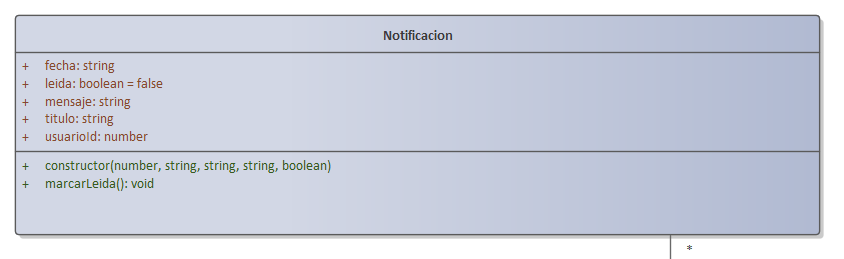 Notificacion
+ fecha: string
+ leida: boolean = false
+ mensaje: string
+ titulo: string
+ usuarioId: number
+ constructor(number, string, string, string, boolean)
+ marcarLeida(): void
*